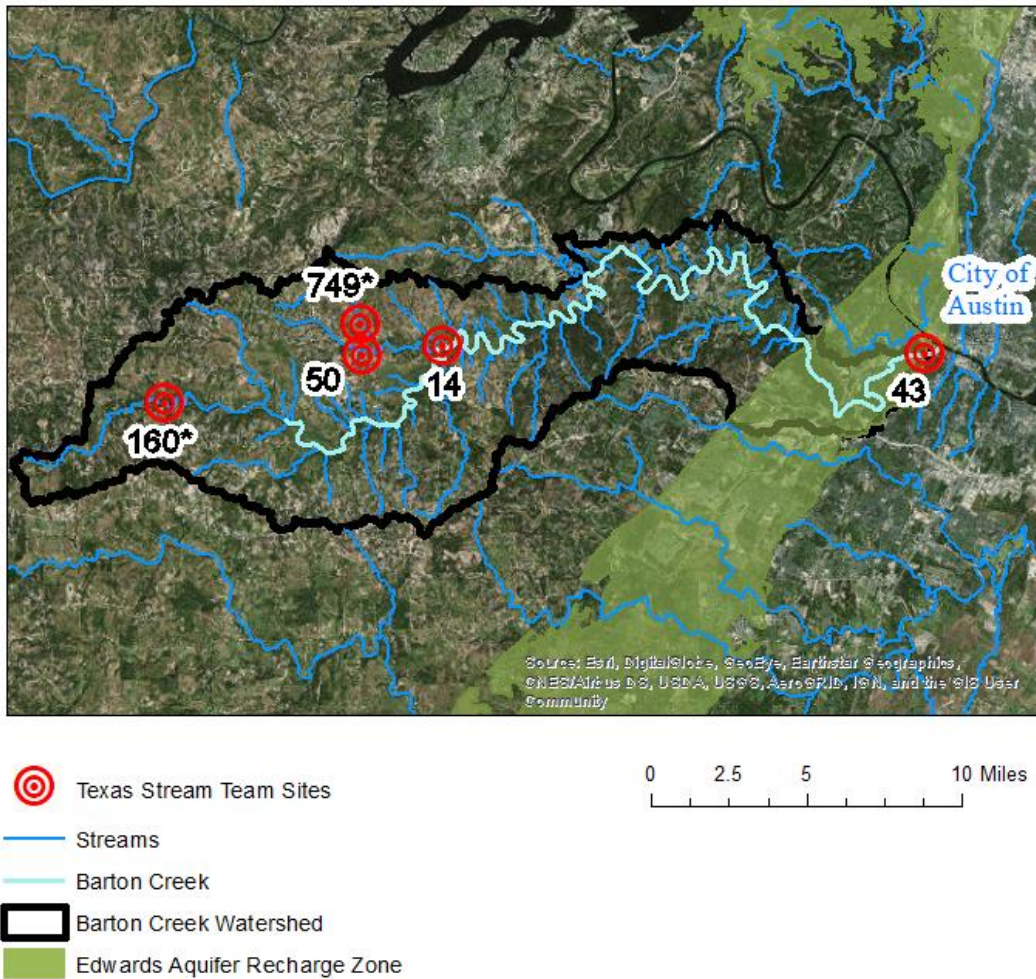 749*
50
14
43
160*
City of
Austin
Source: Esri, DigitalGlobe, GeoEye, Earthstar Geographics,
CNES/Airbus DS, USDA, USGS, AeroGRID, IGN, and the GIS User
Community
Texas Stream Team Sites
Streams
Barton Creek
Barton Creek Watershed
Edwards Aquifer Recharge Zone
0 2.5 5 10 Miles